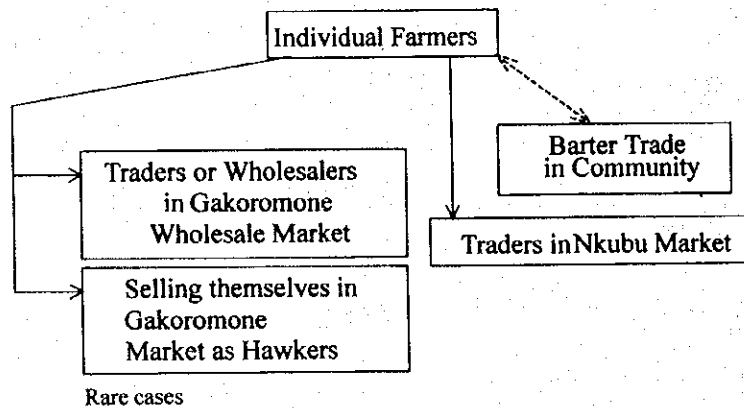 Individual Farmers
Barter Trade
in Community
Traders or Wholesalers
in Gakoromone
Wholesale Market
Traders in Nkubu Market
Selling themselves in
Gakoromone
Market as Hawkers
Rare cases